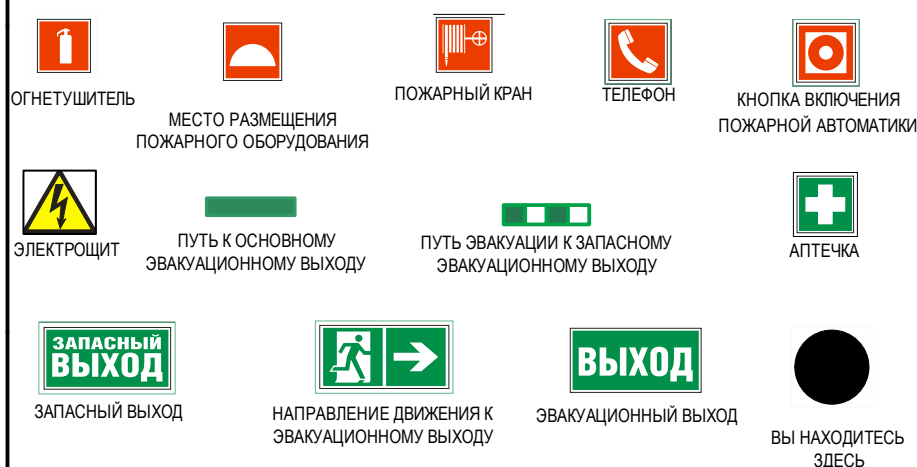 ОГНЕТУШИТЕЛЬ
МЕСТО РАЗМЕЩЕНИЯ
ПОЖАРНОГО ОБОРУДОВАНИЯ
ПОЖАРНЫЙ КРАН
ТЕЛЕФОН
КНОПКА ВКЛЮЧЕНИЯ
ПОЖАРНОЙ АВТОМАТИКИ
ЭЛЕКТРОЩИТ
ПУТЬ К ОСНОВНОМУ
ЭВАКУАЦИОННОМУ ВЫХОДУ
ПУТЬ ЭВАКУАЦИИ К ЗАПАСНОМУ
ЭВАКУАЦИОННОМУ ВЫХОДУ
АПТЕЧКА
ЗАПАСНЫЙ
ВЫХОД
ЗАПАСНЫЙ ВЫХОД
НАПРАВЛЕНИЕ ДВИЖЕНИЯ К
ЭВАКУАЦИОННОМУ ВЫХОДУ
ВЫХОД
ЭВАКУАЦИОННЫЙ ВЫХОД
ВЫ НАХОДИТЕСЬ
ЗДЕСЬ